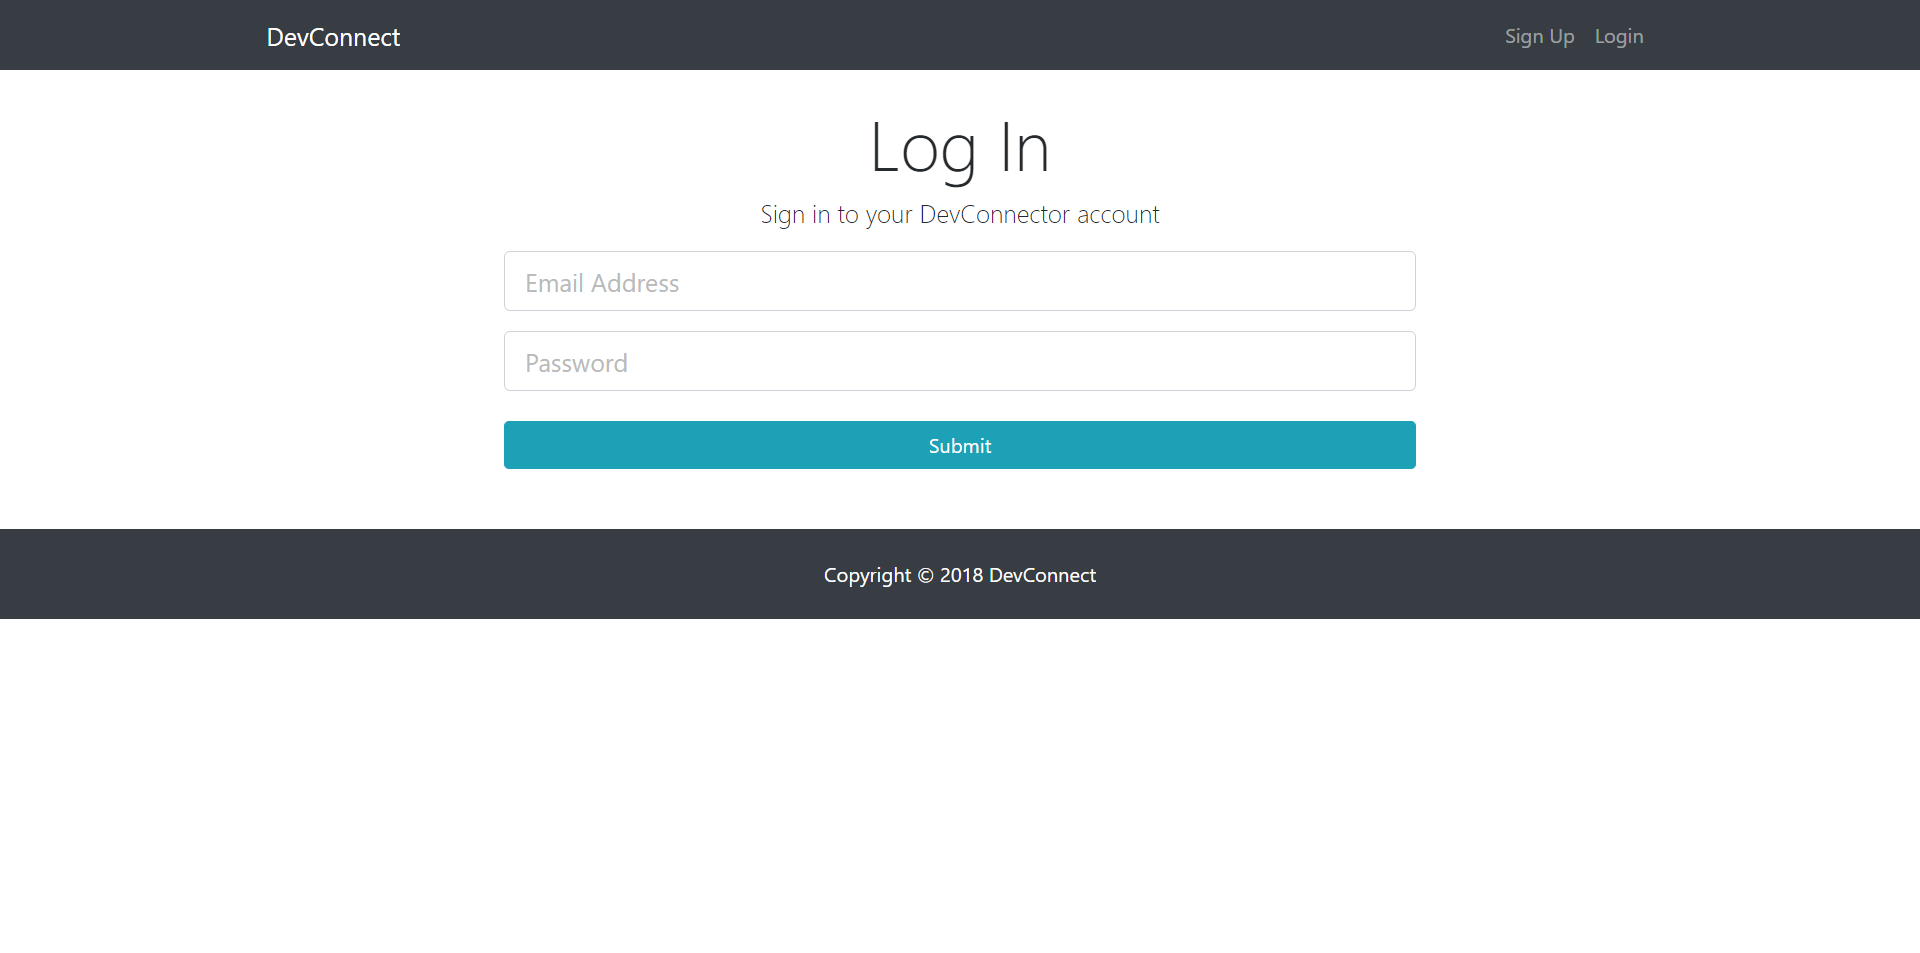 DevConnect
Sign Up Login
Log In
Sign in to your DevConnector account
Email Address
Password
Submit
Copyright © 2018 DevConnect